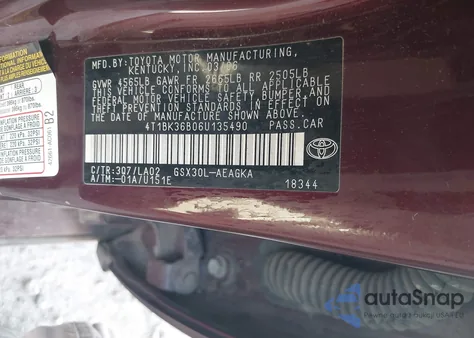 MFD.BY:TOYOTA MOTOR MANUFACTURING,
KENTUCKY, INC. 03/06
GVWR 4565LB GAWR FR 2665LB RR 2505LB
THIS VEHICLE CONFORMS TO ALL APPLICABLE
FEDERAL MOTOR VEHICLE SAFETY, BUMPER,
AND THEFT PREVENTION STANDARDS IN EFFECT ON
THE DATE OF MANUFACTURE SHOWN ABOVE.
4T1BK36B06U135490 PASS.CAR
C/TR:3Q7/LA02 GSX30L-AEAGKA
A/TM:-01A/U151E
18344
B2
autoSnap